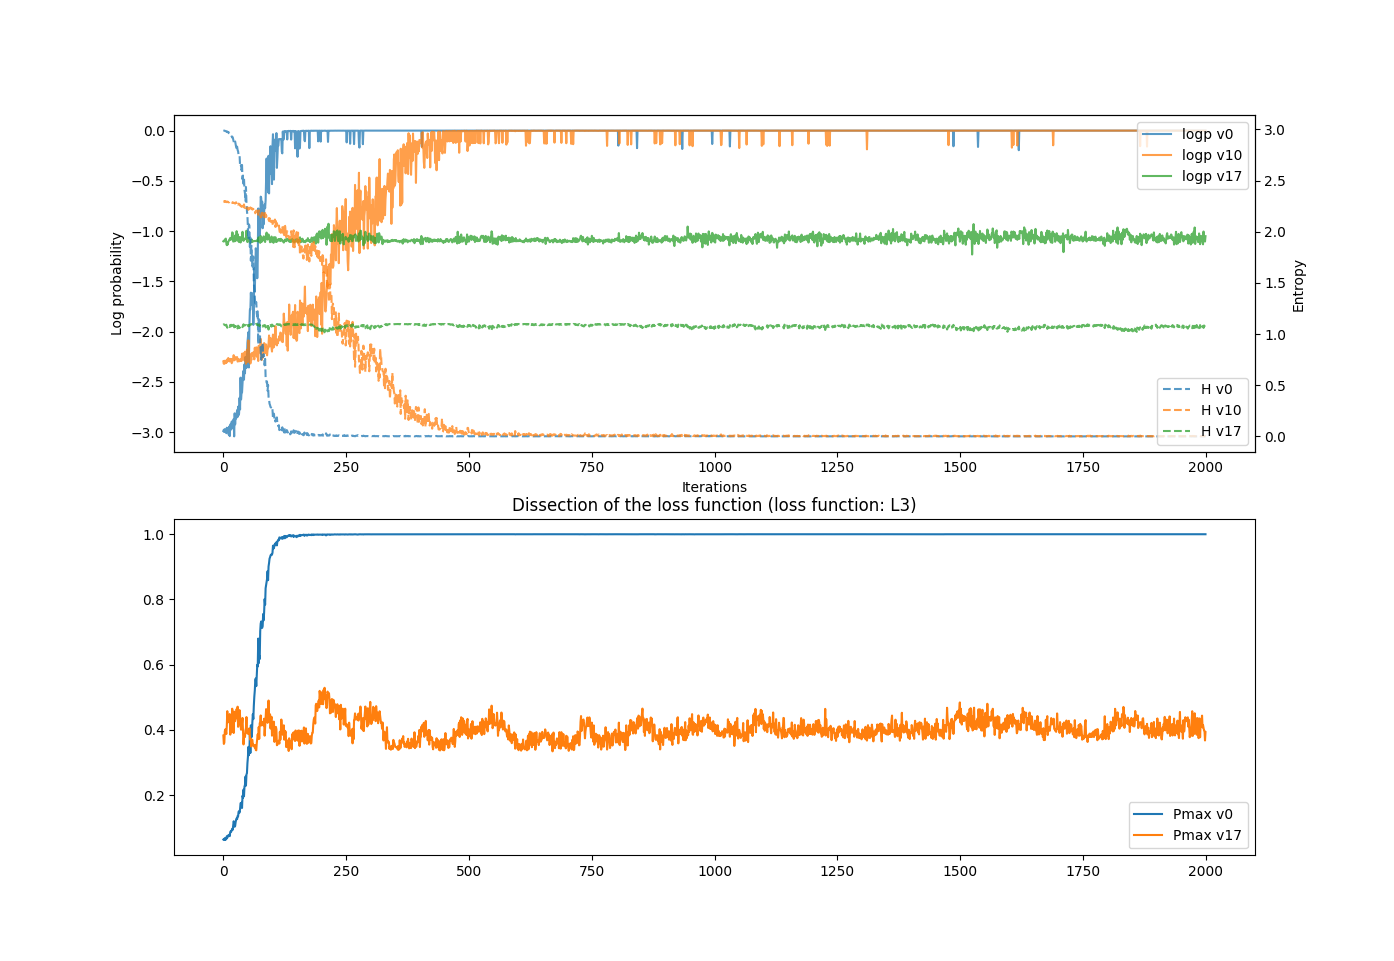 0.0
−0.5
−1.0
−1.5
−2.0
−2.5
−3.0
Log probability
3.0
2.5
2.0
1.5
1.0
0.5
0.0
Entropy
logp v0
logp v10
logp v17
H v0
H v10
H v17
0 250 500 750 1000 1250 1500 1750 2000
Iterations
Dissection of the loss function (loss function: L3)
1.0
0.8
0.6
0.4
0.2
Pmax v0
Pmax v17
0 250 500 750 1000 1250 1500 1750 2000